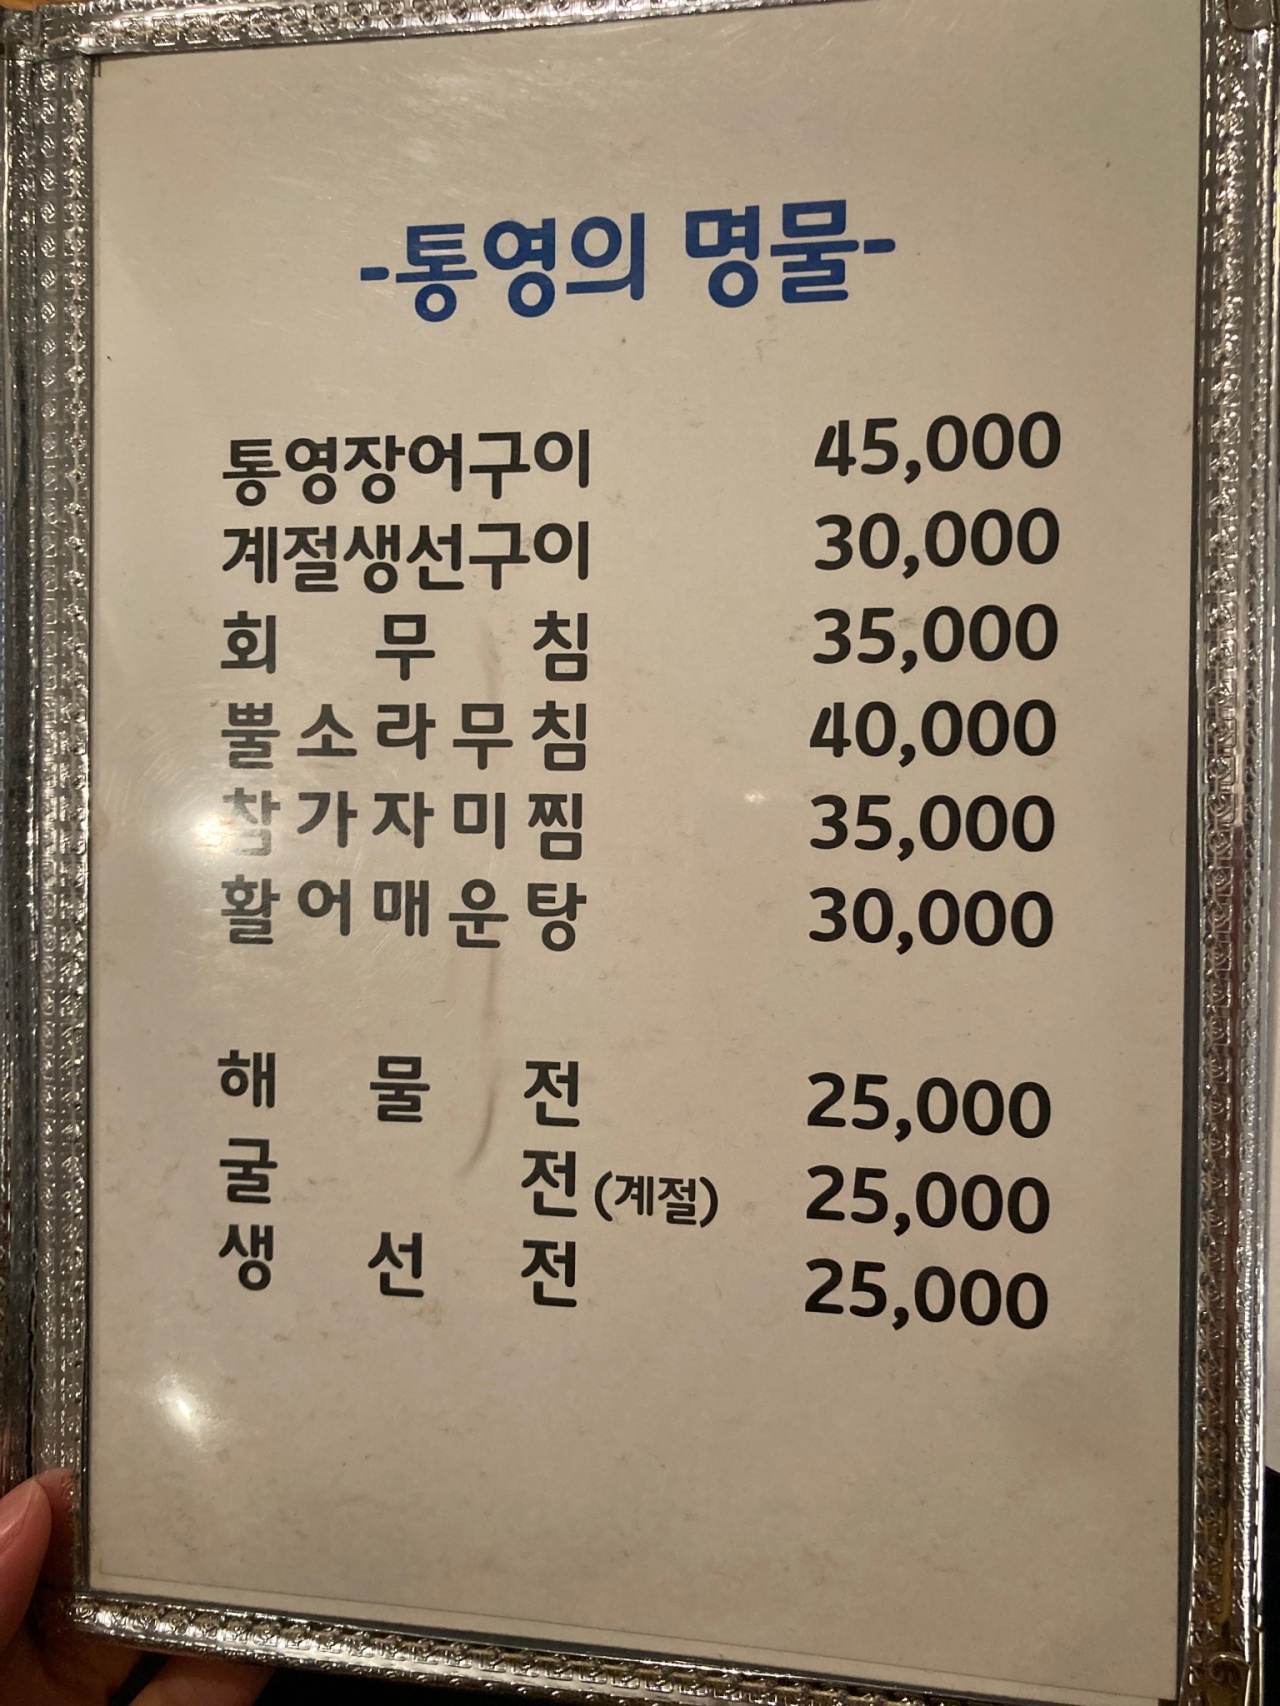 -통영의 명물-
통영장어구이 45,000
계절생선구이 30,000
회무침 35,000
뿔소라무침 40,000
참가자미찜 35,000
활어매운탕 30,000
해물전 25,000
굴전(계절) 25,000
생선전 25,000